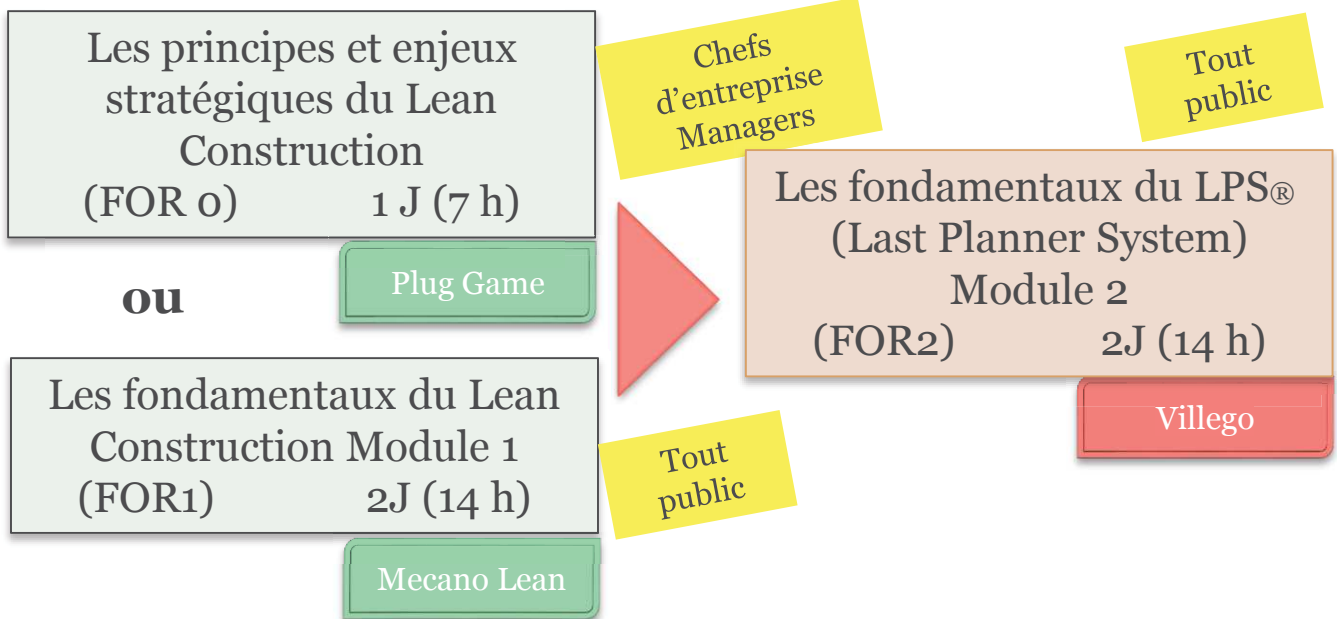 Les principes et enjeux
stratégiques du Lean
Construction
(FOR 0) 1 J (7 h)
Plug Game
Chefs
d’entreprise
Managers
ou
Les fondamentaux du Lean
Construction Module 1
(FOR1) 2J (14 h)
Mecano Lean
Tout
public
Tout
public
Les fondamentaux du LPS®
(Last Planner System)
Module 2
(FOR2) 2J (14 h)
Villego